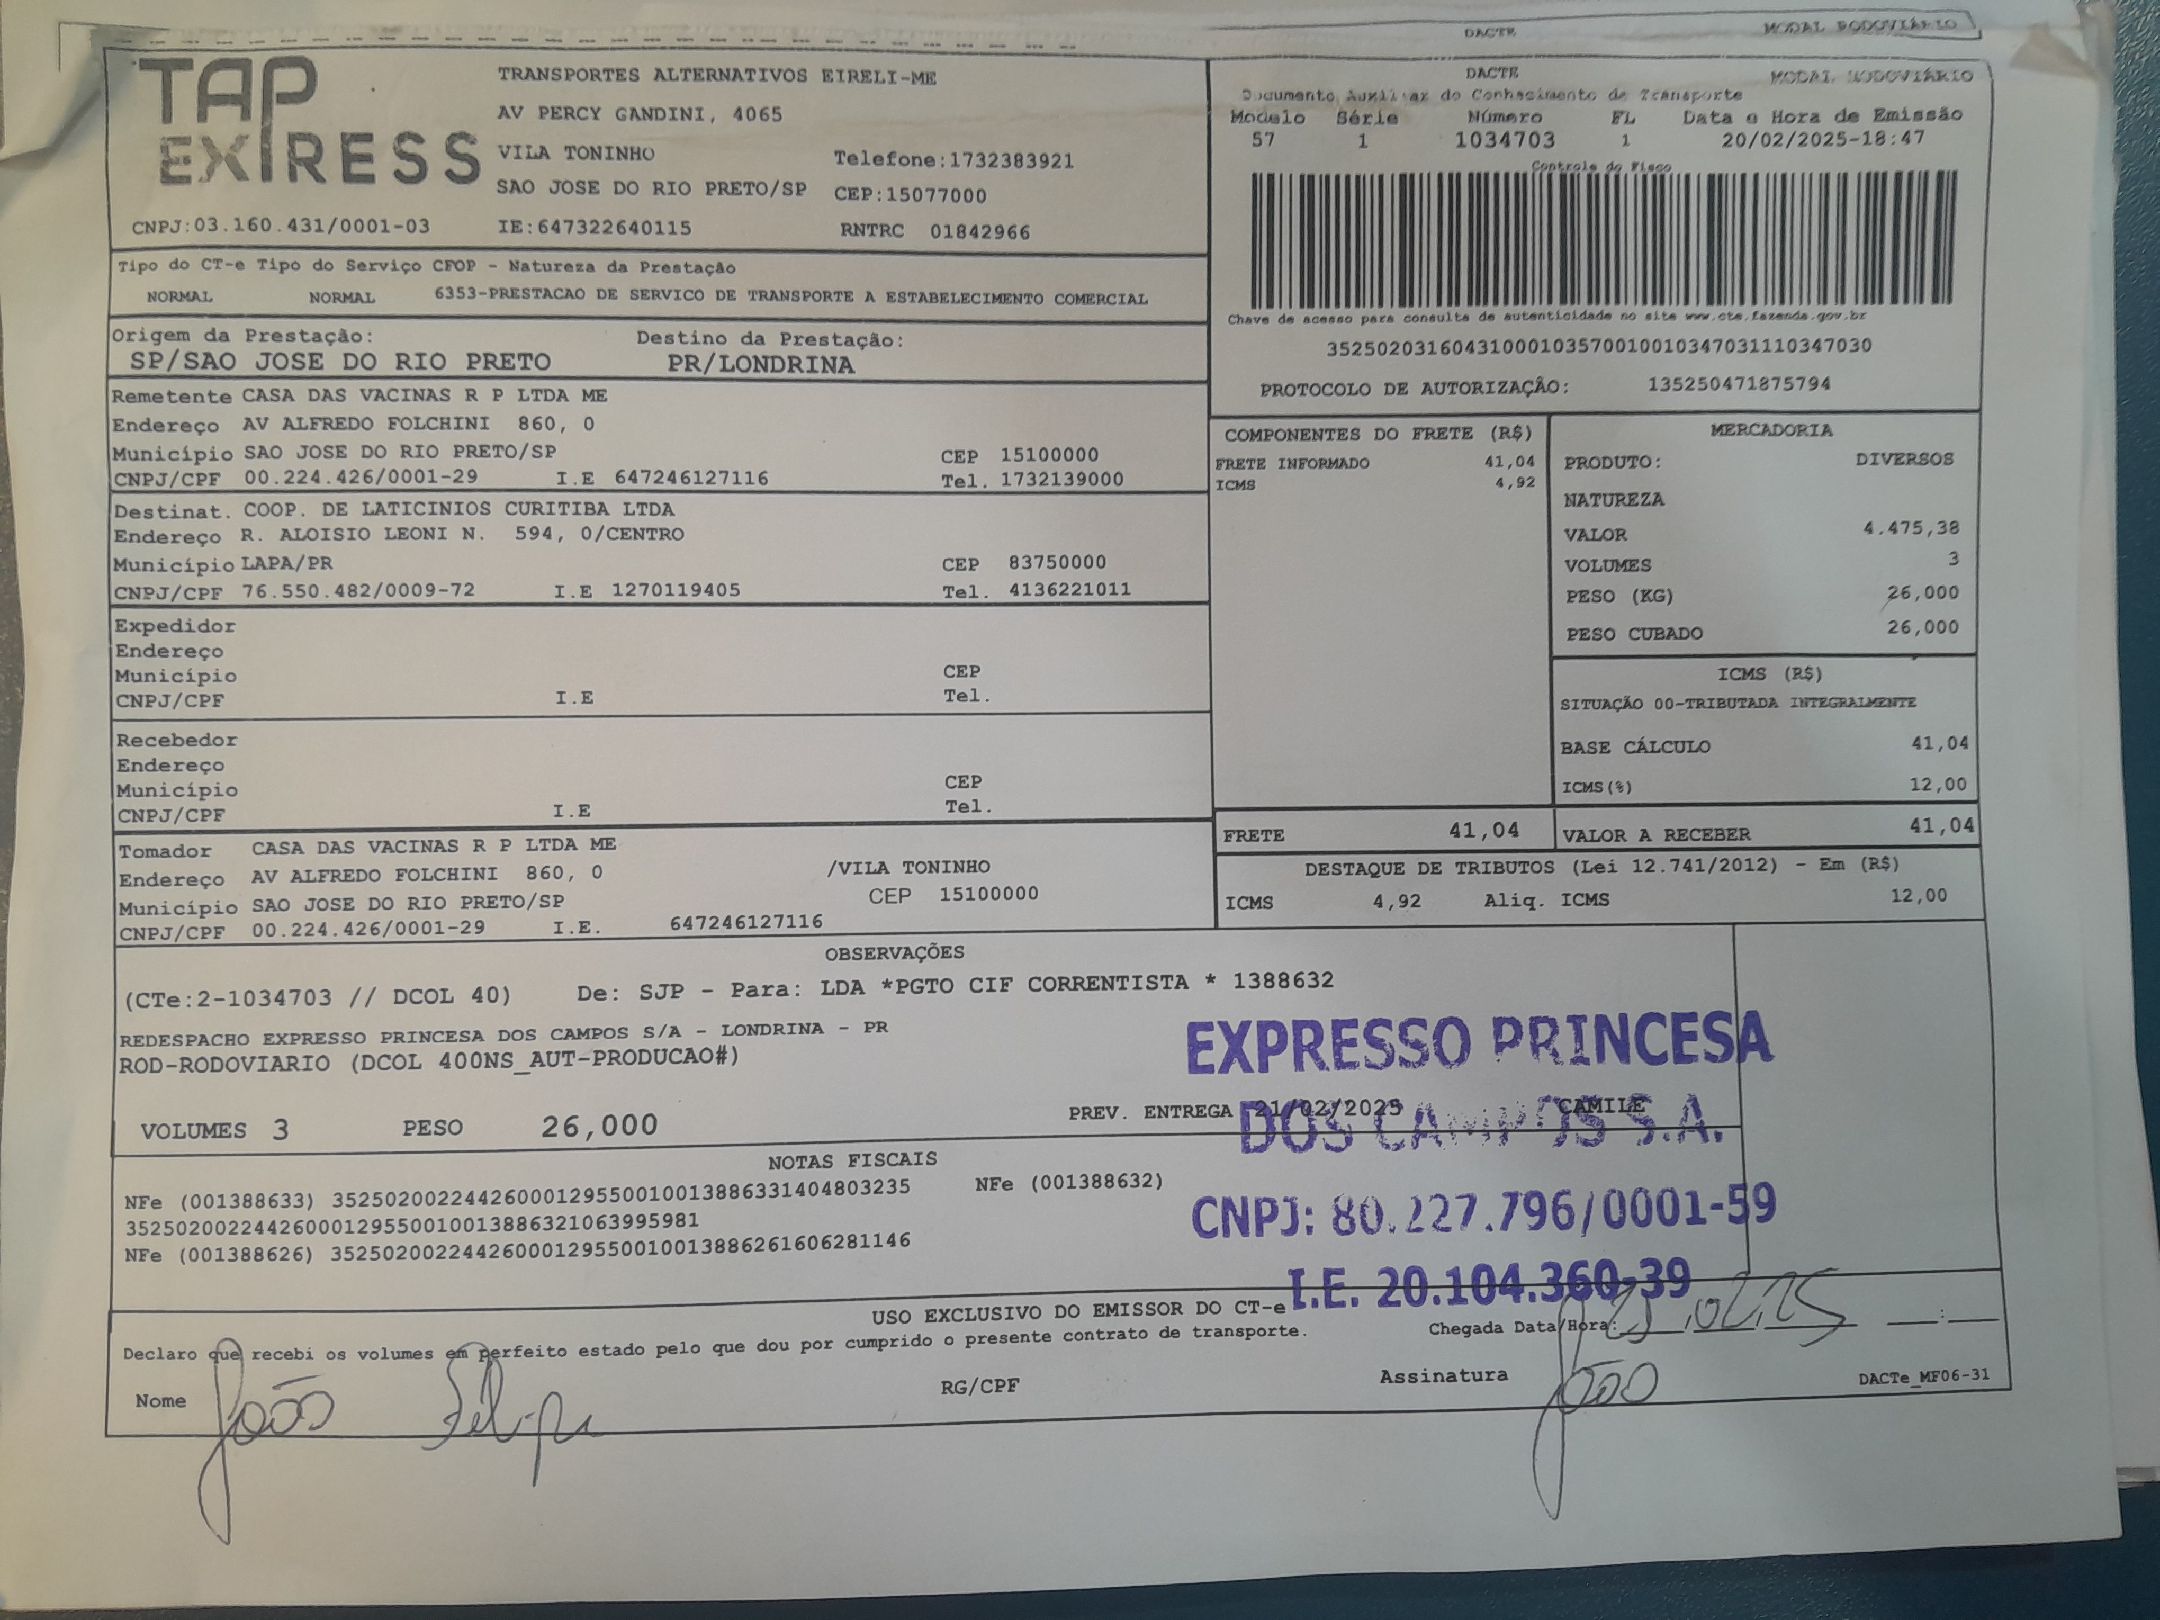 DACTE MODAL RODOVIÁRIO
TAP EXPRESS
TRANSPORTES ALTERNATIVOS EIRELI-ME
AV PERCY GANDINI, 4065
VILA TONINHO Telefone:1732383921
SAO JOSE DO RIO PRETO/SP CEP:15077000
CNPJ:03.160.431/0001-03 IE:647322640115 RNTRC 01842966
DACTE MODAL RODOVIÁRIO
Documento Auxiliar do Conhecimento de Transporte
Modelo Série Número FL Data e Hora de Emissão
57 1 1034703 1 20/02/2025-18:47
Controle do Fisco
Chave de acesso para consulta de autenticidade no site www.cte.fazenda.gov.br
35250203160431000103570010010347031110347030
PROTOCOLO DE AUTORIZAÇÃO: 135250471875794
Tipo do CT-e Tipo do Serviço CFOP - Natureza da Prestação
NORMAL NORMAL 6353-PRESTACAO DE SERVICO DE TRANSPORTE A ESTABELECIMENTO COMERCIAL
Origem da Prestação: Destino da Prestação:
SP/SAO JOSE DO RIO PRETO PR/LONDRINA
Remetente CASA DAS VACINAS R P LTDA ME
Endereço AV ALFREDO FOLCHINI 860, 0
Município SAO JOSE DO RIO PRETO/SP CEP 15100000
CNPJ/CPF 00.224.426/0001-29 I.E 647246127116 Tel. 1732139000
Destinat. COOP. DE LATICINIOS CURITIBA LTDA
Endereço R. ALOISIO LEONI N. 594, 0/CENTRO
Município LAPA/PR CEP 83750000
CNPJ/CPF 76.550.482/0009-72 I.E 1270119405 Tel. 4136221011
Expedidor
Endereço
Município CEP
CNPJ/CPF I.E Tel.
Recebedor
Endereço
Município CEP
CNPJ/CPF I.E Tel.
Tomador CASA DAS VACINAS R P LTDA ME
Endereço AV ALFREDO FOLCHINI 860, 0 /VILA TONINHO
Município SAO JOSE DO RIO PRETO/SP CEP 15100000
CNPJ/CPF 00.224.426/0001-29 I.E. 647246127116
COMPONENTES DO FRETE (R$)
FRETE INFORMADO 41,04
ICMS 4,92
MERCADORIA
PRODUTO: DIVERSOS
NATUREZA
VALOR 4.475,38
VOLUMES 3
PESO (KG) 26,000
PESO CUBADO 26,000
ICMS (R$)
SITUAÇÃO 00-TRIBUTADA INTEGRALMENTE
BASE CÁLCULO 41,04
ICMS(%) 12,00
FRETE 41,04 VALOR A RECEBER 41,04
DESTAQUE DE TRIBUTOS (Lei 12.741/2012) - Em (R$)
ICMS 4,92 Aliq. ICMS 12,00
OBSERVAÇÕES
(CTe:2-1034703 // DCOL 40) De: SJP - Para: LDA *PGTO CIF CORRENTISTA * 1388632
REDESPACHO EXPRESSO PRINCESA DOS CAMPOS S/A - LONDRINA - PR
ROD-RODOVIARIO (DCOL 400NS_AUT-PRODUCAO#)
VOLUMES 3 PESO 26,000 PREV. ENTREGA 21/02/2025 CAMILE
EXPRESSO PRINCESA
DOS CAMPOS S.A.
CNPJ: 80.227.796/0001-59
I.E. 20.104.360-39
NOTAS FISCAIS
NFe (001388633) 35250200224426000129550010013886331404803235 NFe (001388632)
35250200224426000129550010013886321063995981
NFe (001388626) 35250200224426000129550010013886261606281146
USO EXCLUSIVO DO EMISSOR DO CT-e
Declaro que recebi os volumes em perfeito estado pelo que dou por cumprido o presente contrato de transporte.
Chegada Data/Hora: __:__
Nome João Felipe RG/CPF Assinatura João
DACTe_MF06-31